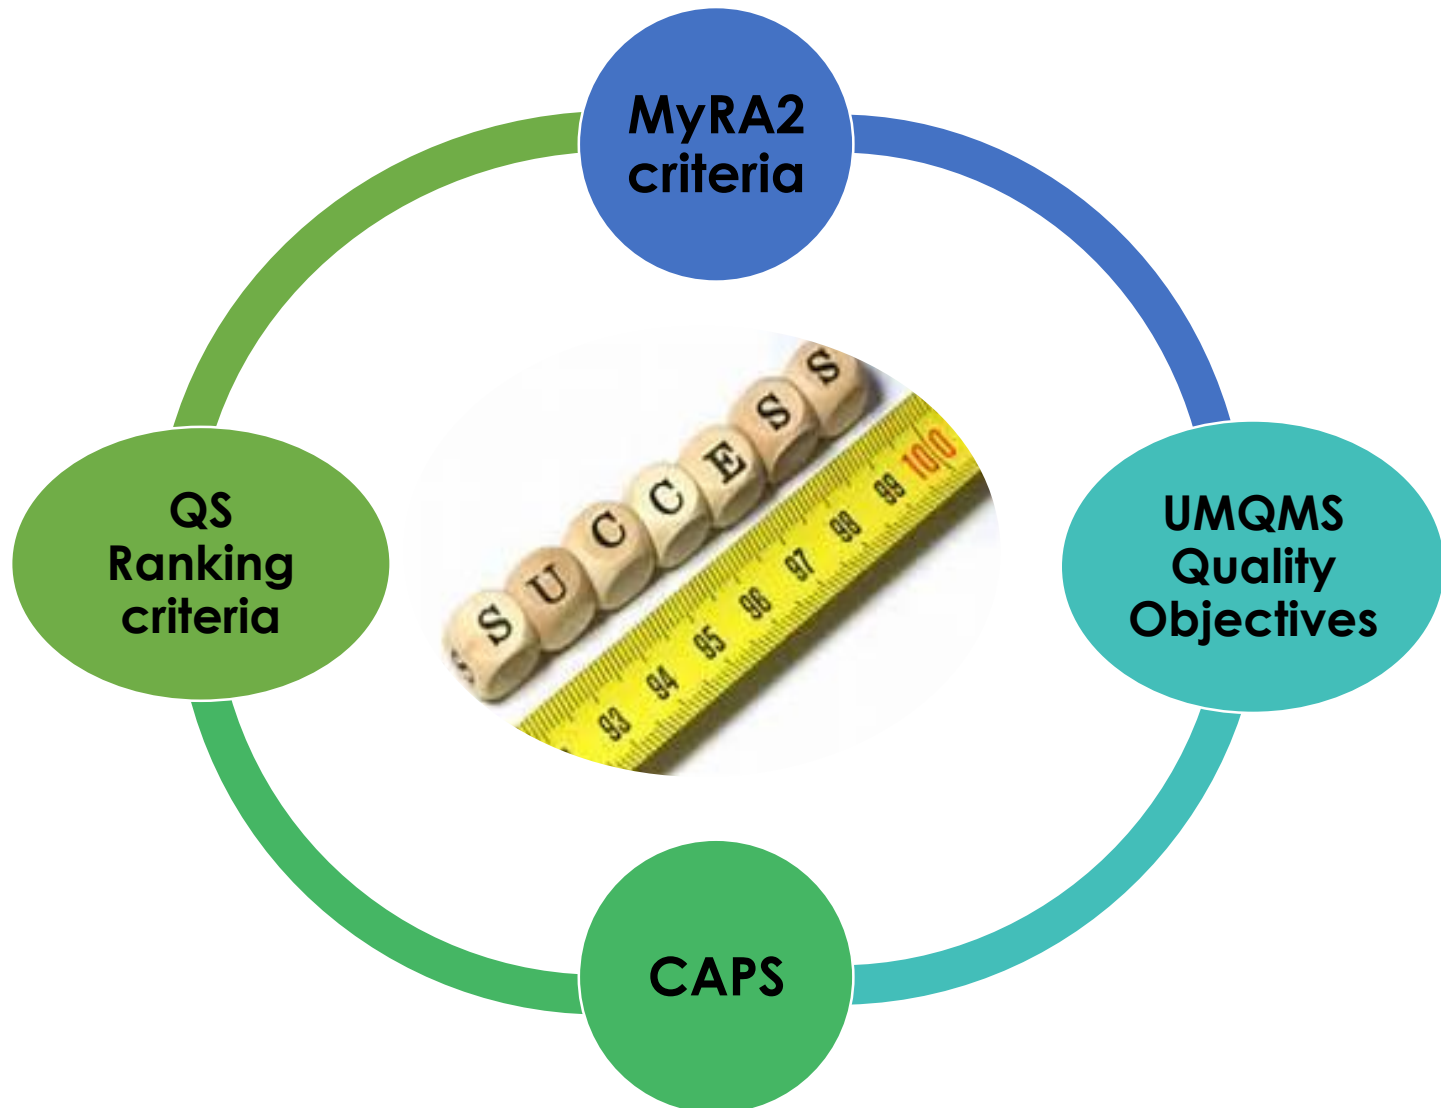 MyRA2
criteria
QS
Ranking
criteria
SUCCESS
93 94 95 96 97 98 99 100
UMQMS
Quality
Objectives
CAPS